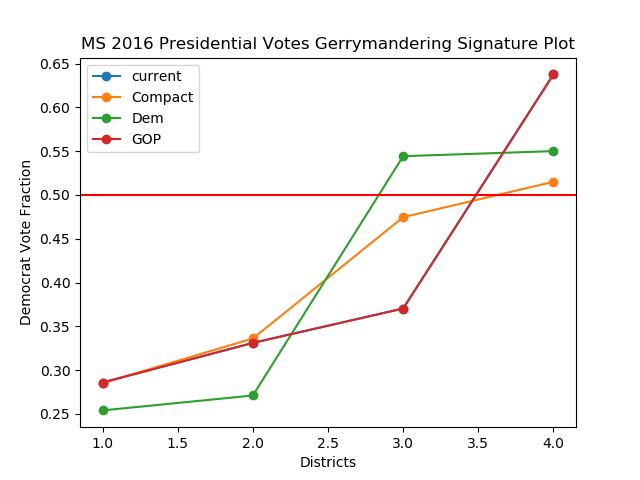 MS 2016 Presidential Votes Gerrymandering Signature Plot
current
Compact
Dem
GOP
Democrat Vote Fraction
0.65
0.60
0.55
0.50
0.45
0.40
0.35
0.30
0.25
1.0 1.5 2.0 2.5 3.0 3.5 4.0
Districts